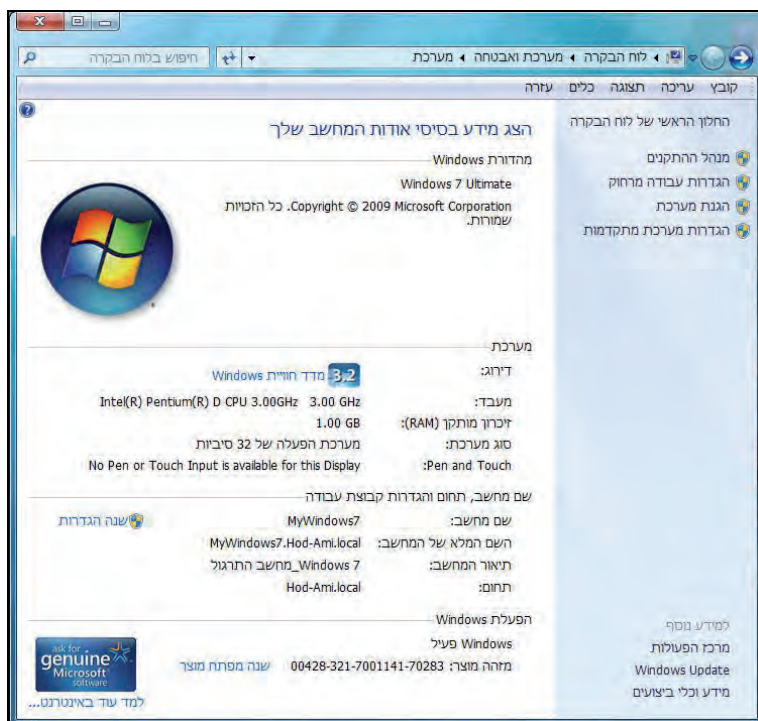 לוח הבקרה ◂ מערכת ואבטחה ◂ מערכת
חיפוש בלוח הבקרה
קובץ עריכה תצוגה כלים עזרה
החלון הראשי של לוח הבקרה
מנהל ההתקנים
הגדרות עבודה מרחוק
הגנת מערכת
הגדרות מערכת מתקדמות
למידע נוסף
מרכז הפעולות
Windows Update
מידע וכלי ביצועים
הצג מידע בסיסי אודות המחשב שלך
מהדורת Windows
Windows 7 Ultimate
Copyright © 2009 Microsoft Corporation. כל הזכויות
שמורות.
מערכת
דירוג: 3.2 מדד חוויית Windows
מעבד: Intel(R) Pentium(R) D CPU 3.00GHz 3.00 GHz
זיכרון מותקן (RAM): 1.00 GB
סוג מערכת: מערכת הפעלה של 32 סיביות
Pen and Touch: No Pen or Touch Input is available for this Display
שם מחשב, תחום והגדרות קבוצת עבודה
שם מחשב: MyWindows7 שנה הגדרות
השם המלא של המחשב: MyWindows7.Hod-Ami.local
תיאור המחשב: Windows 7_מחשב התרגול
תחום: Hod-Ami.local
הפעלת Windows
Windows פעיל
מזהה מוצר: 00428-321-7001141-70283 שנה מפתח מוצר
ask for
genuine
Microsoft
software
למד עוד באינטרנט...